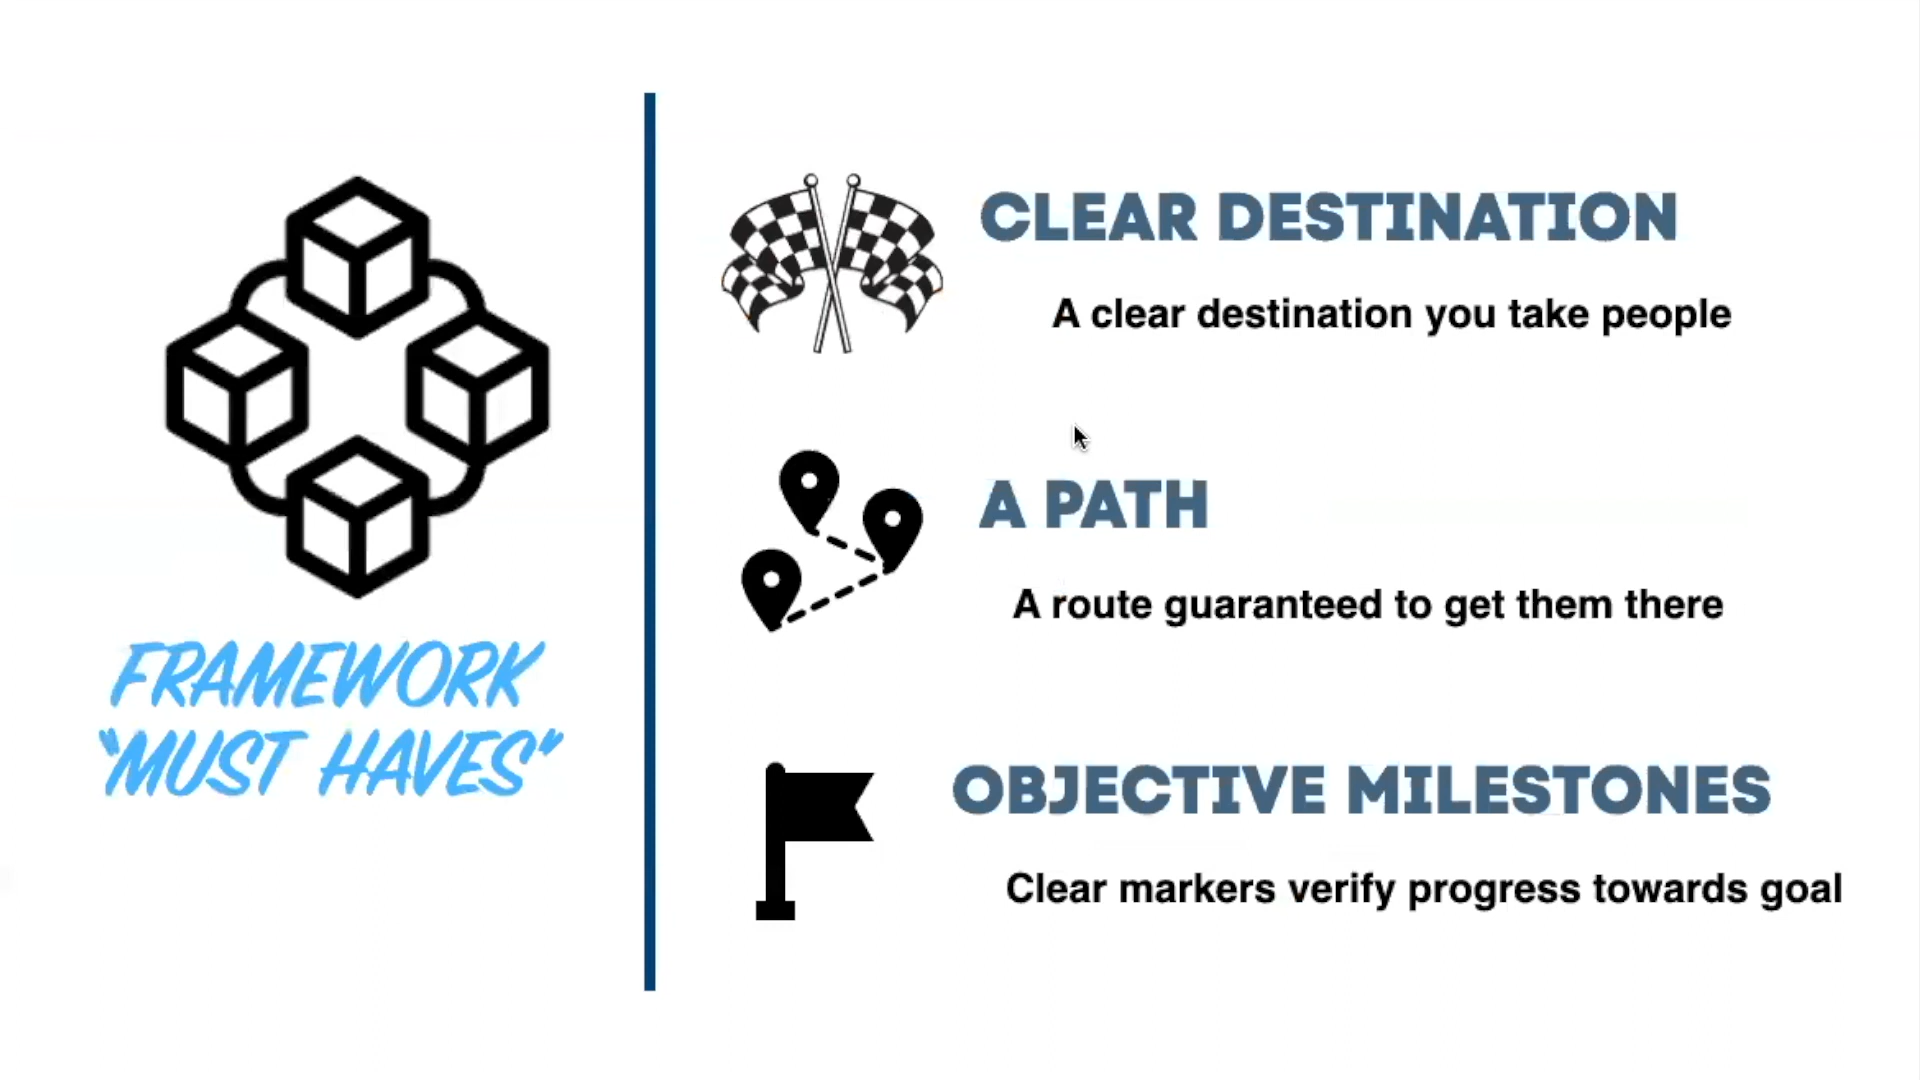 FRAMEWORK
"MUST HAVES"
CLEAR DESTINATION
A clear destination you take people
A PATH
A route guaranteed to get them there
OBJECTIVE MILESTONES
Clear markers verify progress towards goal